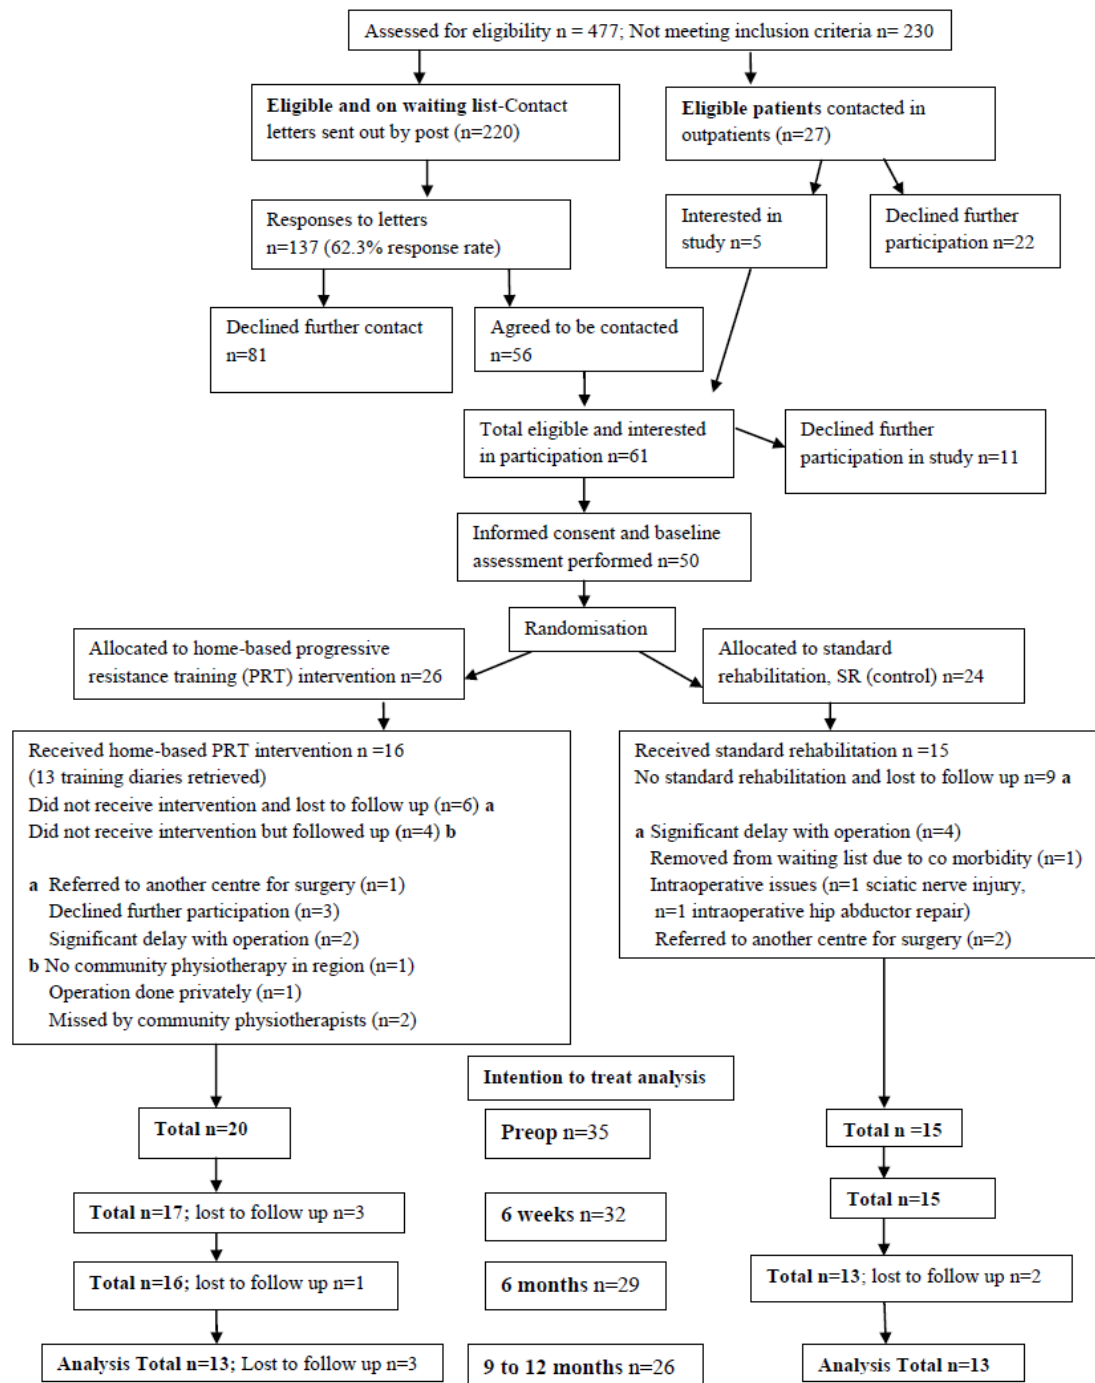 Assessed for eligibility n = 477; Not meeting inclusion criteria n= 230
Eligible and on waiting list-Contact
letters sent out by post (n=220)
Eligible patients contacted in
outpatients (n=27)
Responses to letters
n=137 (62.3% response rate)
Interested in
study n=5
Declined further
participation n=22
Declined further contact
n=81
Agreed to be contacted
n=56
Total eligible and interested
in participation n=61
Declined further
participation in study n=11
Informed consent and baseline
assessment performed n=50
Randomisation
Allocated to home-based progressive
resistance training (PRT) intervention n=26
Allocated to standard
rehabilitation, SR (control) n=24
Received home-based PRT intervention n =16
(13 training diaries retrieved)
Did not receive intervention and lost to follow up (n=6) a
Did not receive intervention but followed up (n=4) b
a Referred to another centre for surgery (n=1)
Declined further participation (n=3)
Significant delay with operation (n=2)
b No community physiotherapy in region (n=1)
Operation done privately (n=1)
Missed by community physiotherapists (n=2)
Received standard rehabilitation n =15
No standard rehabilitation and lost to follow up n=9 a
a Significant delay with operation (n=4)
Removed from waiting list due to co morbidity (n=1)
Intraoperative issues (n=1 sciatic nerve injury,
n=1 intraoperative hip abductor repair)
Referred to another centre for surgery (n=2)
Intention to treat analysis
Total n=20
Preop n=35
Total n =15
Total n=17; lost to follow up n=3
6 weeks n=32
Total n=15
Total n=16; lost to follow up n=1
6 months n=29
Total n=13; lost to follow up n=2
Analysis Total n=13; Lost to follow up n=3
9 to 12 months n=26
Analysis Total n=13